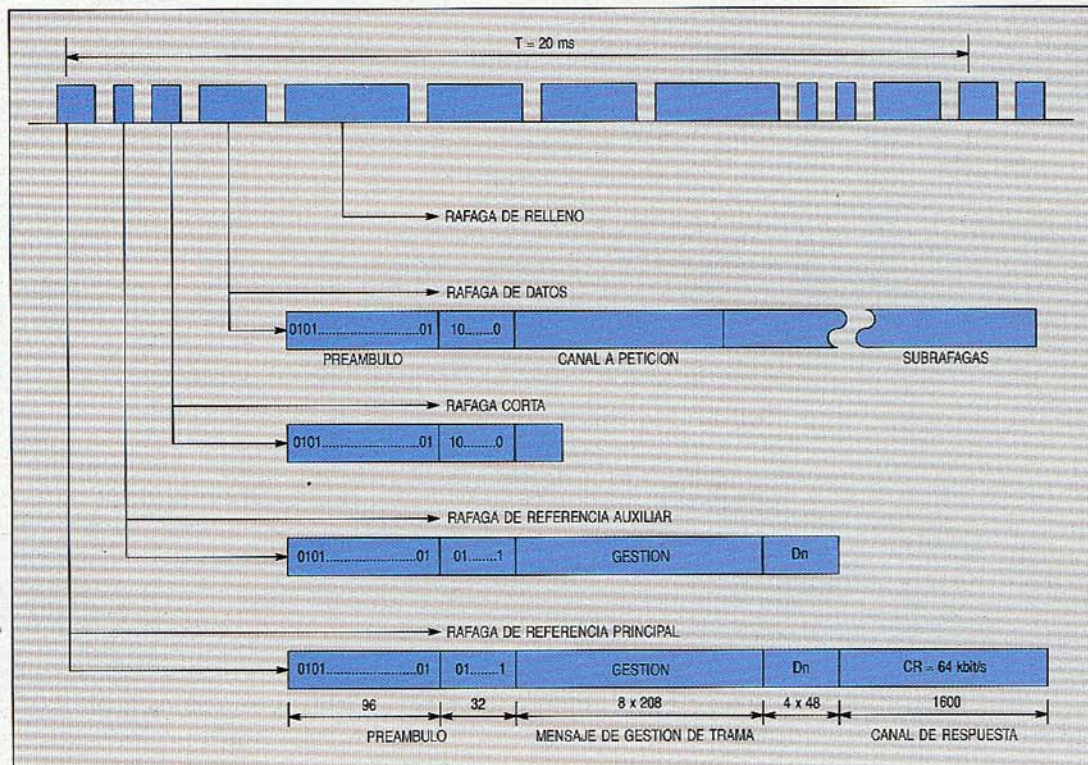 T = 20 ms
RAFAGA DE RELLENO
RAFAGA DE DATOS
0101..............................01 10........0
PREAMBULO CANAL A PETICION SUBRAFAGAS
RAFAGA CORTA
0101..............................01 10.........0
RAFAGA DE REFERENCIA AUXILIAR
0101..............................01 01.......1 GESTION Dn
RAFAGA DE REFERENCIA PRINCIPAL
0101..............................01 01........1 GESTION Dn CR = 64 kbit/s
96 32 8 x 208 4 x 48 1600
PREAMBULO MENSAJE DE GESTION DE TRAMA CANAL DE RESPUESTA